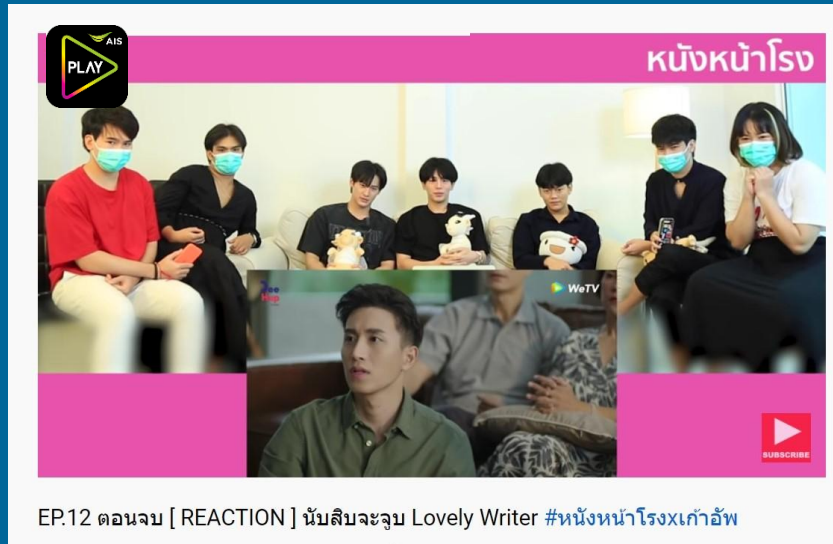 AIS
PLAY
หนังหน้าโรง
WeTV
SUBSCRIBE
EP.12 ตอนจบ [ REACTION ] นับสิบจะจูบ Lovely Writer #หนังหน้าโรงxเก้าอัพ